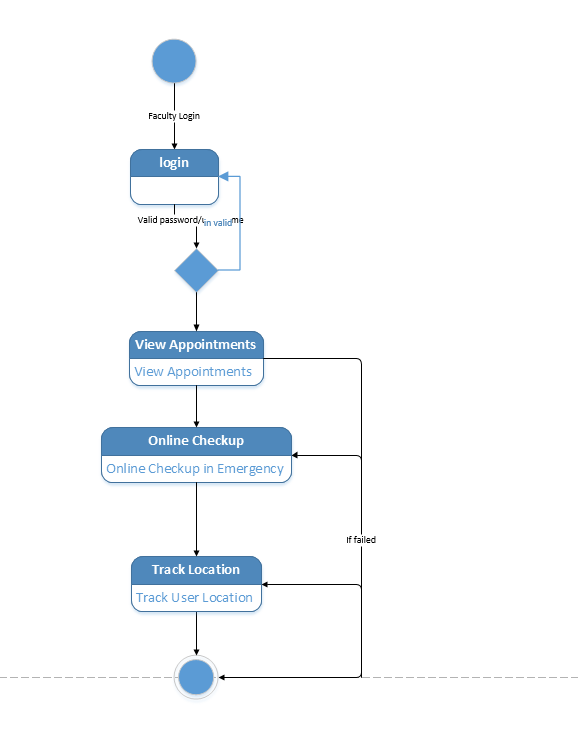 Faculty Login
login
Valid password/
in valid
View Appointments
View Appointments
Online Checkup
Online Checkup in Emergency
If failed
Track Location
Track User Location